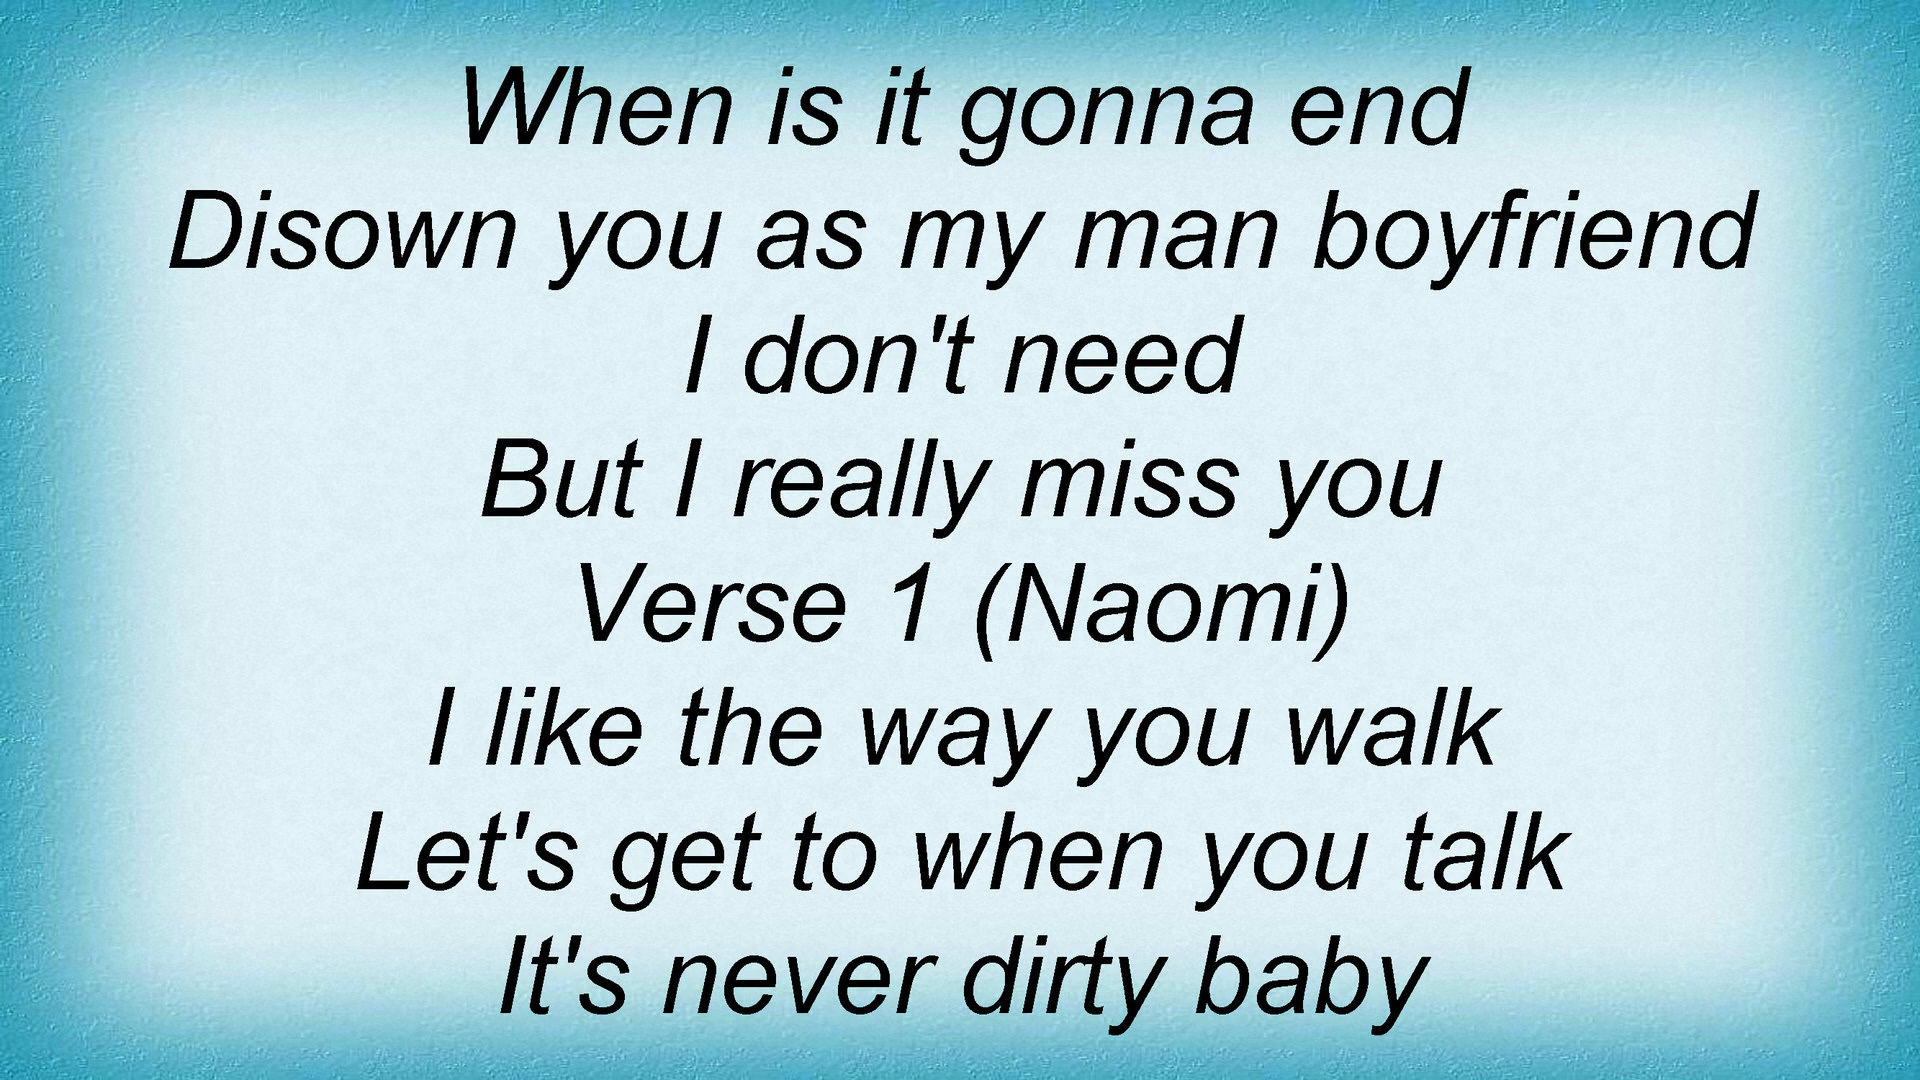 When is it gonna end
Disown you as my man boyfriend
I don't need
But I really miss you
Verse 1 (Naomi)
I like the way you walk
Let's get to when you talk
It's never dirty baby